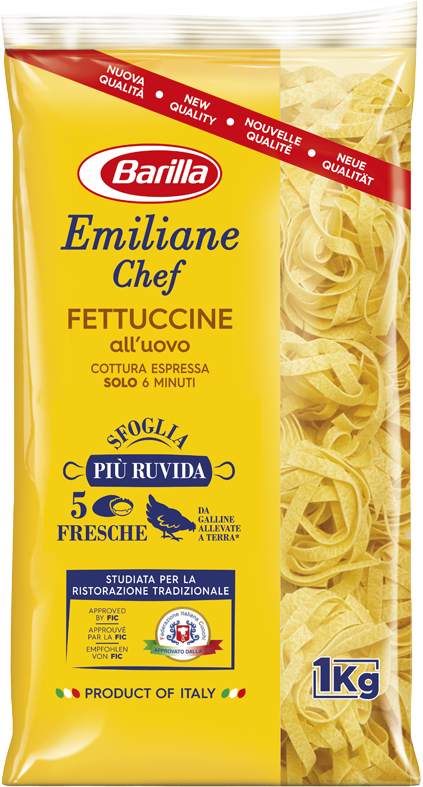 NUOVA
QUALITÀ
•
NEW
QUALITY
•
NOUVELLE
QUALITÉ
•
NEUE
QUALITÄT
Barilla
Emiliane
Chef
FETTUCCINE
all'uovo
COTTURA ESPRESSA
SOLO 6 MINUTI
SFOGLIA
PIÙ RUVIDA
5
FRESCHE
DA
GALLINE
ALLEVATE
A TERRA*
STUDIATA PER LA
RISTORAZIONE TRADIZIONALE
APPROVED
BY FIC
APPROUVÉ
PAR LA FIC
EMPFOHLEN
VON FIC
Federazione Italiana Cuochi
APPROVATO DALLA
PRODUCT OF ITALY
1Kg